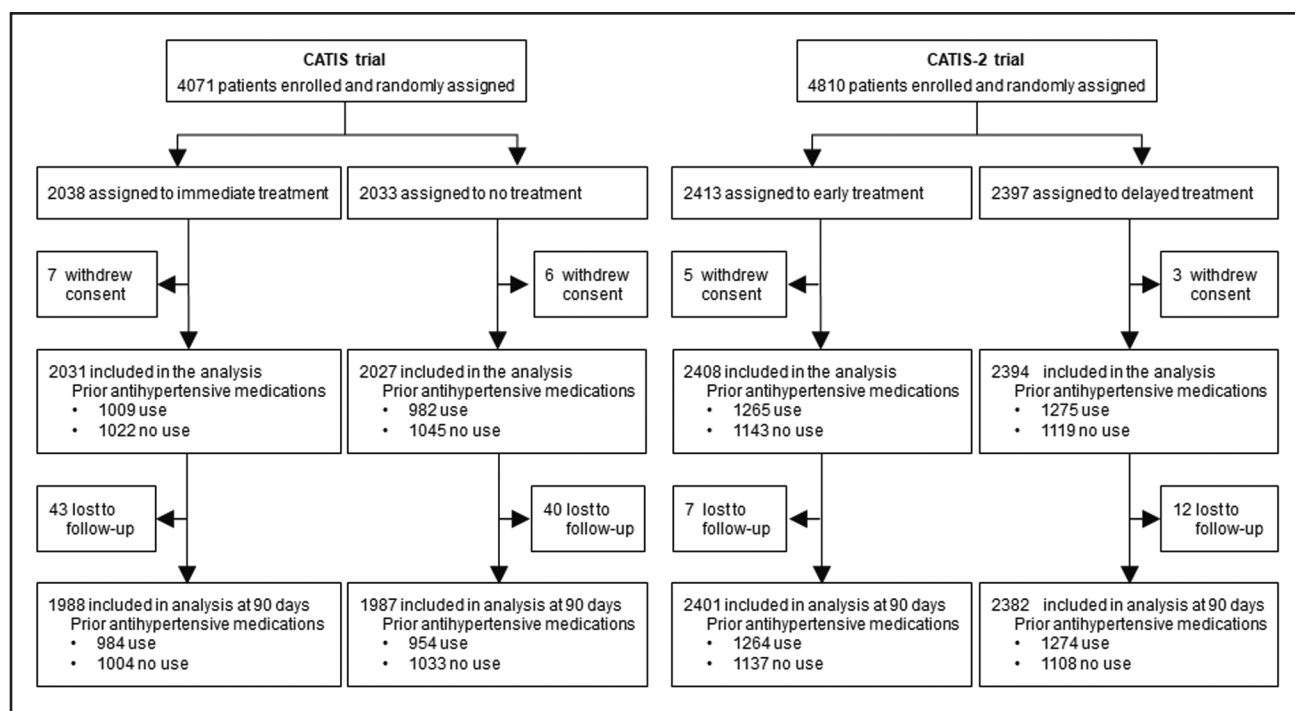 CATIS trial
4071 patients enrolled and randomly assigned
2038 assigned to immediate treatment
2033 assigned to no treatment
7 withdrew
consent
6 withdrew
consent
2031 included in the analysis
Prior antihypertensive medications
• 1009 use
• 1022 no use
2027 included in the analysis
Prior antihypertensive medications
• 982 use
• 1045 no use
43 lost to
follow-up
40 lost to
follow-up
1988 included in analysis at 90 days
Prior antihypertensive medications
• 984 use
• 1004 no use
1987 included in analysis at 90 days
Prior antihypertensive medications
• 954 use
• 1033 no use
CATIS-2 trial
4810 patients enrolled and randomly assigned
2413 assigned to early treatment
2397 assigned to delayed treatment
5 withdrew
consent
3 withdrew
consent
2408 included in the analysis
Prior antihypertensive medications
• 1265 use
• 1143 no use
2394 included in the analysis
Prior antihypertensive medications
• 1275 use
• 1119 no use
7 lost to
follow-up
12 lost to
follow-up
2401 included in analysis at 90 days
Prior antihypertensive medications
• 1264 use
• 1137 no use
2382 included in analysis at 90 days
Prior antihypertensive medications
• 1274 use
• 1108 no use